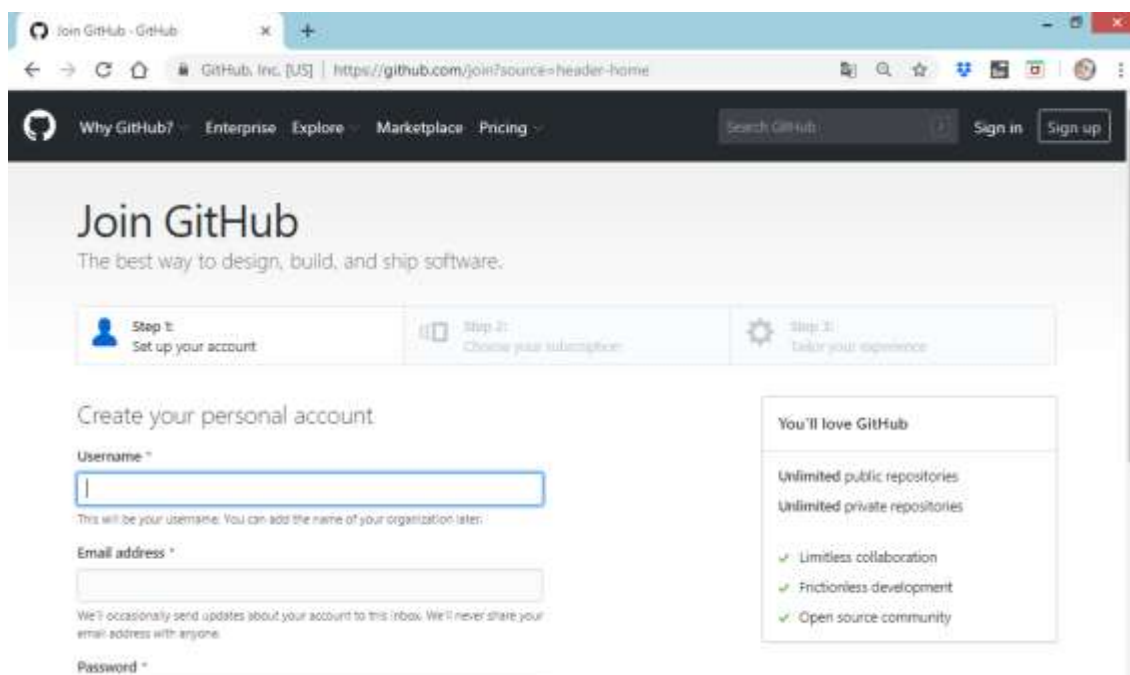 Join GitHub · GitHub
GitHub, Inc. [US] | https://github.com/join?source=header-home
Why GitHub? Enterprise Explore Marketplace Pricing Search GitHub / Sign in Sign up
Join GitHub
The best way to design, build, and ship software.
Step 1:
Set up your account
Step 2:
Choose your subscription
Step 3:
Tailor your experience
Create your personal account
Username *
This will be your username. You can add the name of your organization later.
Email address *
We'll occasionally send updates about your account to this inbox. We'll never share your
email address with anyone.
Password *
You'll love GitHub
Unlimited public repositories
Unlimited private repositories
✓ Limitless collaboration
✓ Frictionless development
✓ Open source community